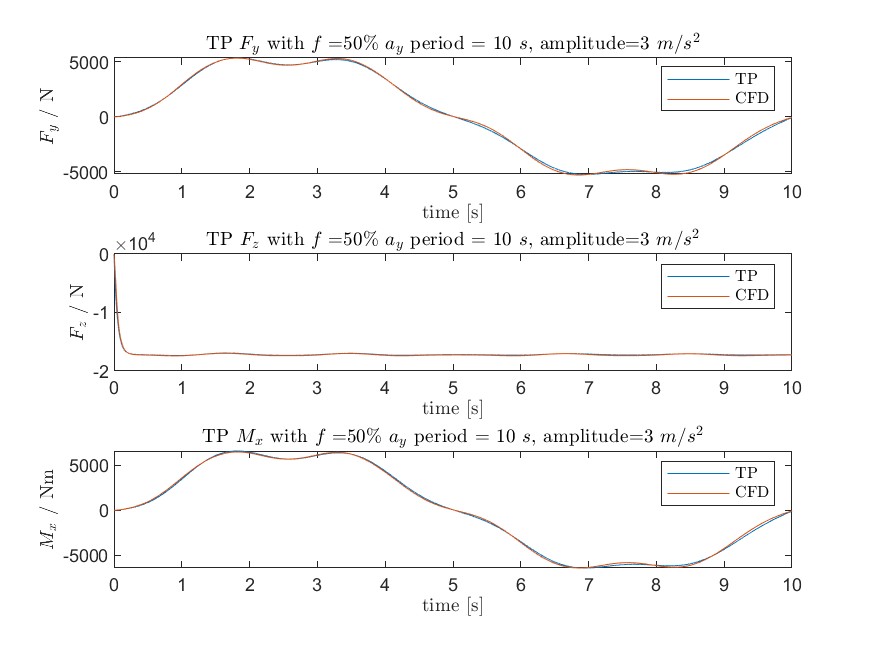 TP F_y with f =50% a_y period = 10 s, amplitude=3 m/s^2
5000
0
-5000
F_y / N
TP
CFD
0 1 2 3 4 5 6 7 8 9 10
time [s]
×10^4
TP F_z with f =50% a_y period = 10 s, amplitude=3 m/s^2
0
-1
-2
F_z / N
TP
CFD
0 1 2 3 4 5 6 7 8 9 10
time [s]
TP M_x with f =50% a_y period = 10 s, amplitude=3 m/s^2
5000
0
-5000
M_x / Nm
TP
CFD
0 1 2 3 4 5 6 7 8 9 10
time [s]